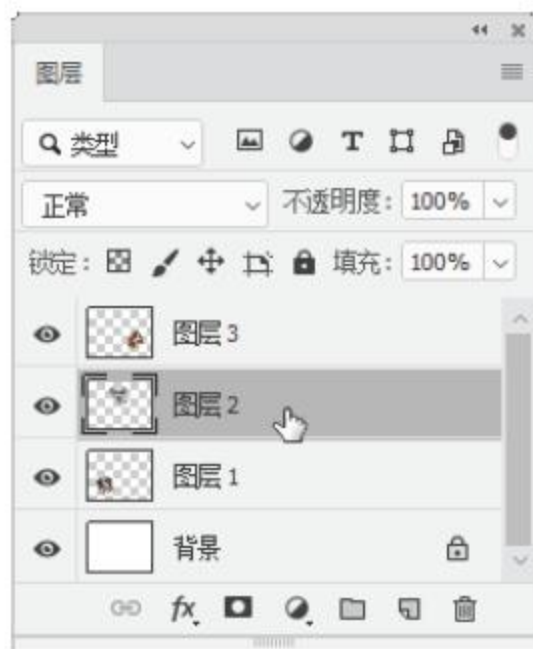 图层
类型
正常 不透明度: 100%
锁定: 填充: 100%
图层 3
图层 2
图层 1
背景
fx